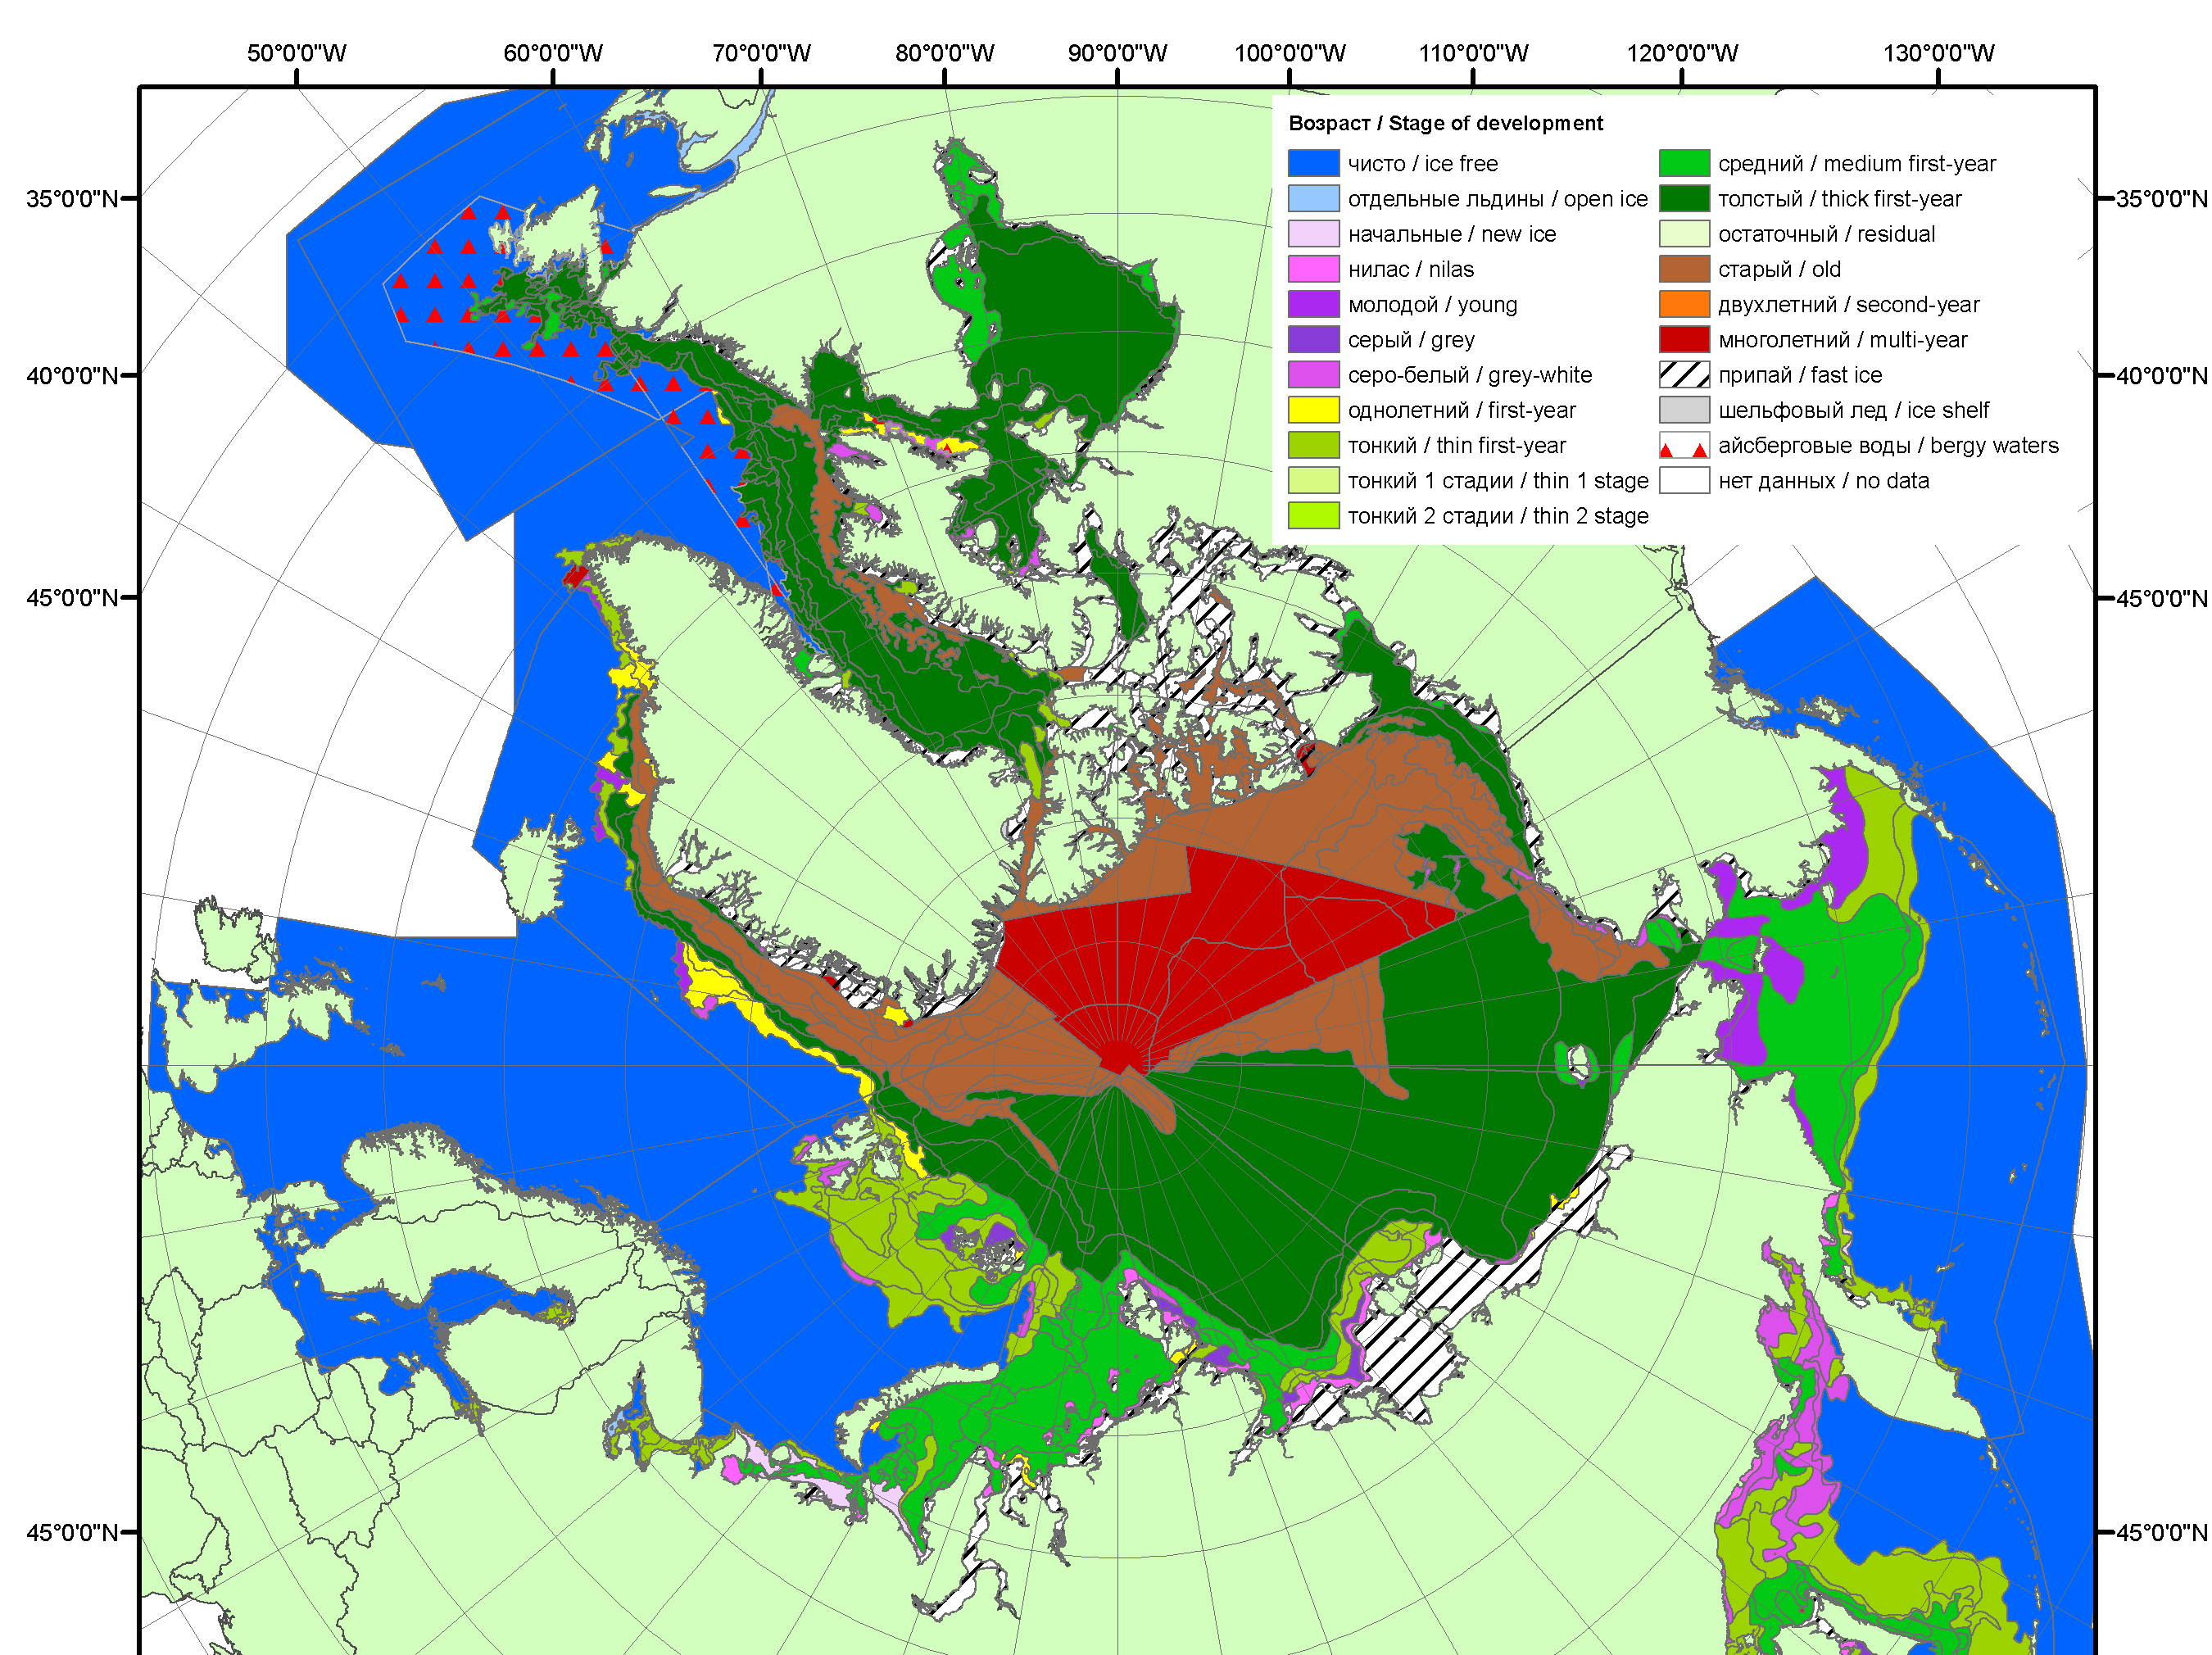 50°0'0"W 60°0'0"W 70°0'0"W 80°0'0"W 90°0'0"W 100°0'0"W 110°0'0"W 120°0'0"W 130°0'0"W
Возраст / Stage of development
чисто / ice free
отдельные льдины / open ice
начальные / new ice
нилас / nilas
молодой / young
серый / grey
серо-белый / grey-white
однолетний / first-year
тонкий / thin first-year
тонкий 1 стадии / thin 1 stage
тонкий 2 стадии / thin 2 stage
средний / medium first-year
толстый / thick first-year
остаточный / residual
старый / old
двухлетний / second-year
многолетний / multi-year
припай / fast ice
шельфовый лед / ice shelf
айсберговые воды / bergy waters
нет данных / no data
35°0'0"N 35°0'0"N
40°0'0"N 40°0'0"N
45°0'0"N 45°0'0"N
45°0'0"N 45°0'0"N